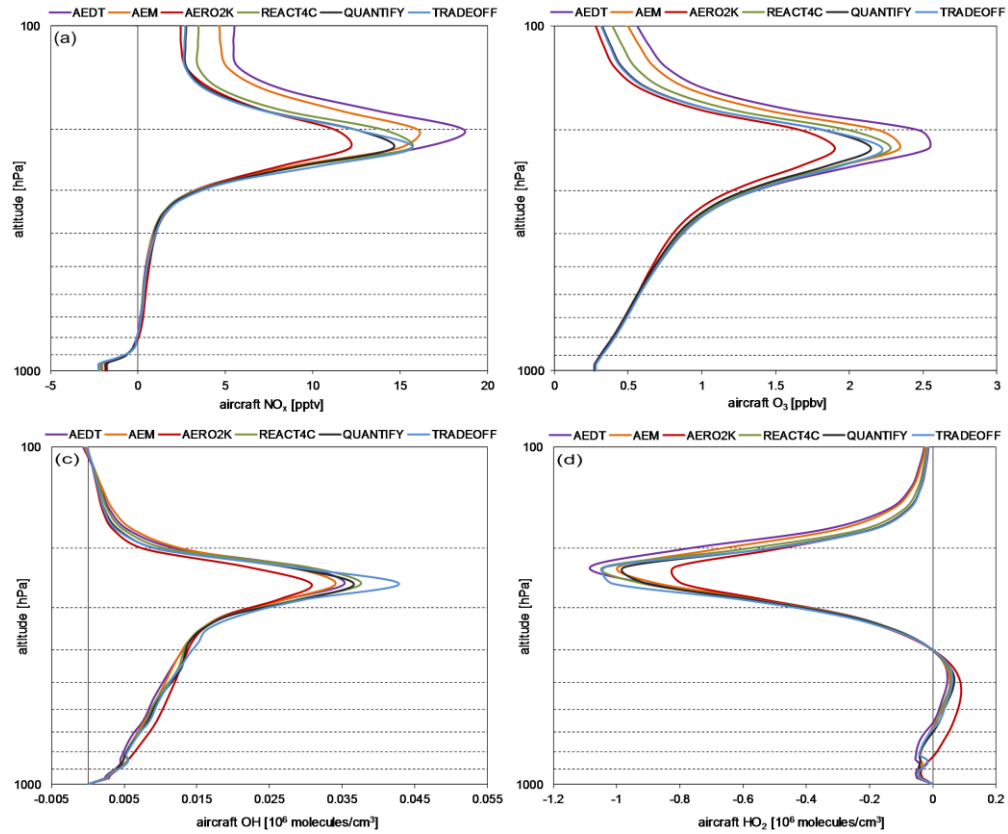 AEDT AEM AERO2K REACT4C QUANTIFY TRADEOFF
100
(a)
altitude [hPa]
1000
-5 0 5 10 15 20
aircraft NOx [pptv]
AEDT AEM AERO2K REACT4C QUANTIFY TRADEOFF
100
altitude [hPa]
1000
0 0.5 1 1.5 2 2.5 3
aircraft O3 [ppbv]
AEDT AEM AERO2K REACT4C QUANTIFY TRADEOFF
100
(c)
altitude [hPa]
1000
-0.005 0.005 0.015 0.025 0.035 0.045 0.055
aircraft OH [10⁶ molecules/cm³]
AEDT AEM AERO2K REACT4C QUANTIFY TRADEOFF
100
(d)
altitude [hPa]
1000
-1.2 -1 -0.8 -0.6 -0.4 -0.2 0 0.2
aircraft HO2 [10⁶ molecules/cm³]